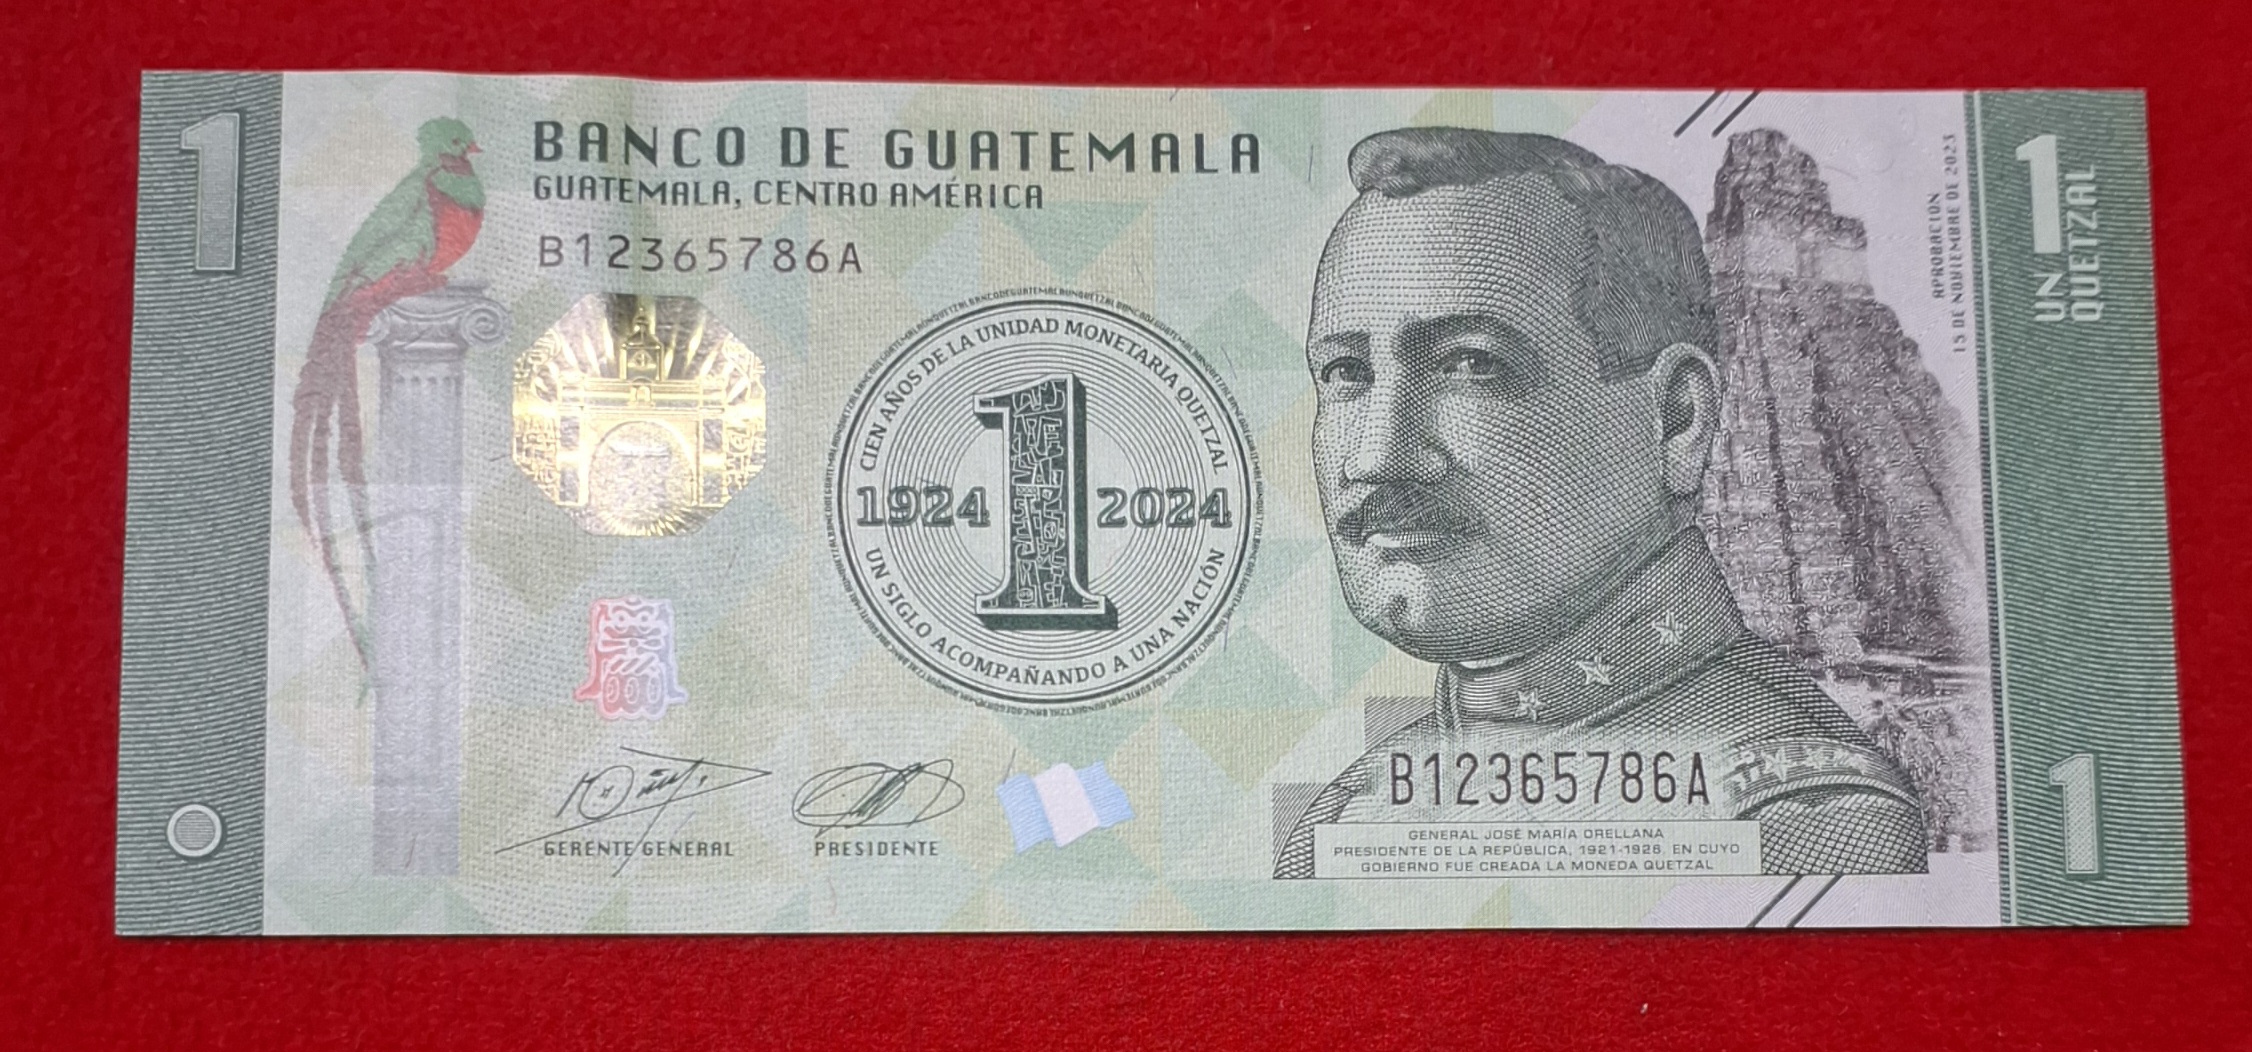 1
BANCO DE GUATEMALA
GUATEMALA, CENTRO AMÉRICA
B12365786A
CIEN AÑOS DE LA UNIDAD MONETARIA QUETZAL
1924
1
2024
UN SIGLO ACOMPAÑANDO A UNA NACIÓN
GERENTE GENERAL
PRESIDENTE
B12365786A
GENERAL JOSÉ MARÍA ORELLANA
PRESIDENTE DE LA REPÚBLICA, 1921-1926, EN CUYO
GOBIERNO FUE CREADA LA MONEDA QUETZAL
APROBACIÓN
15 DE NOVIEMBRE DE 2023
1
UN
QUETZAL
1